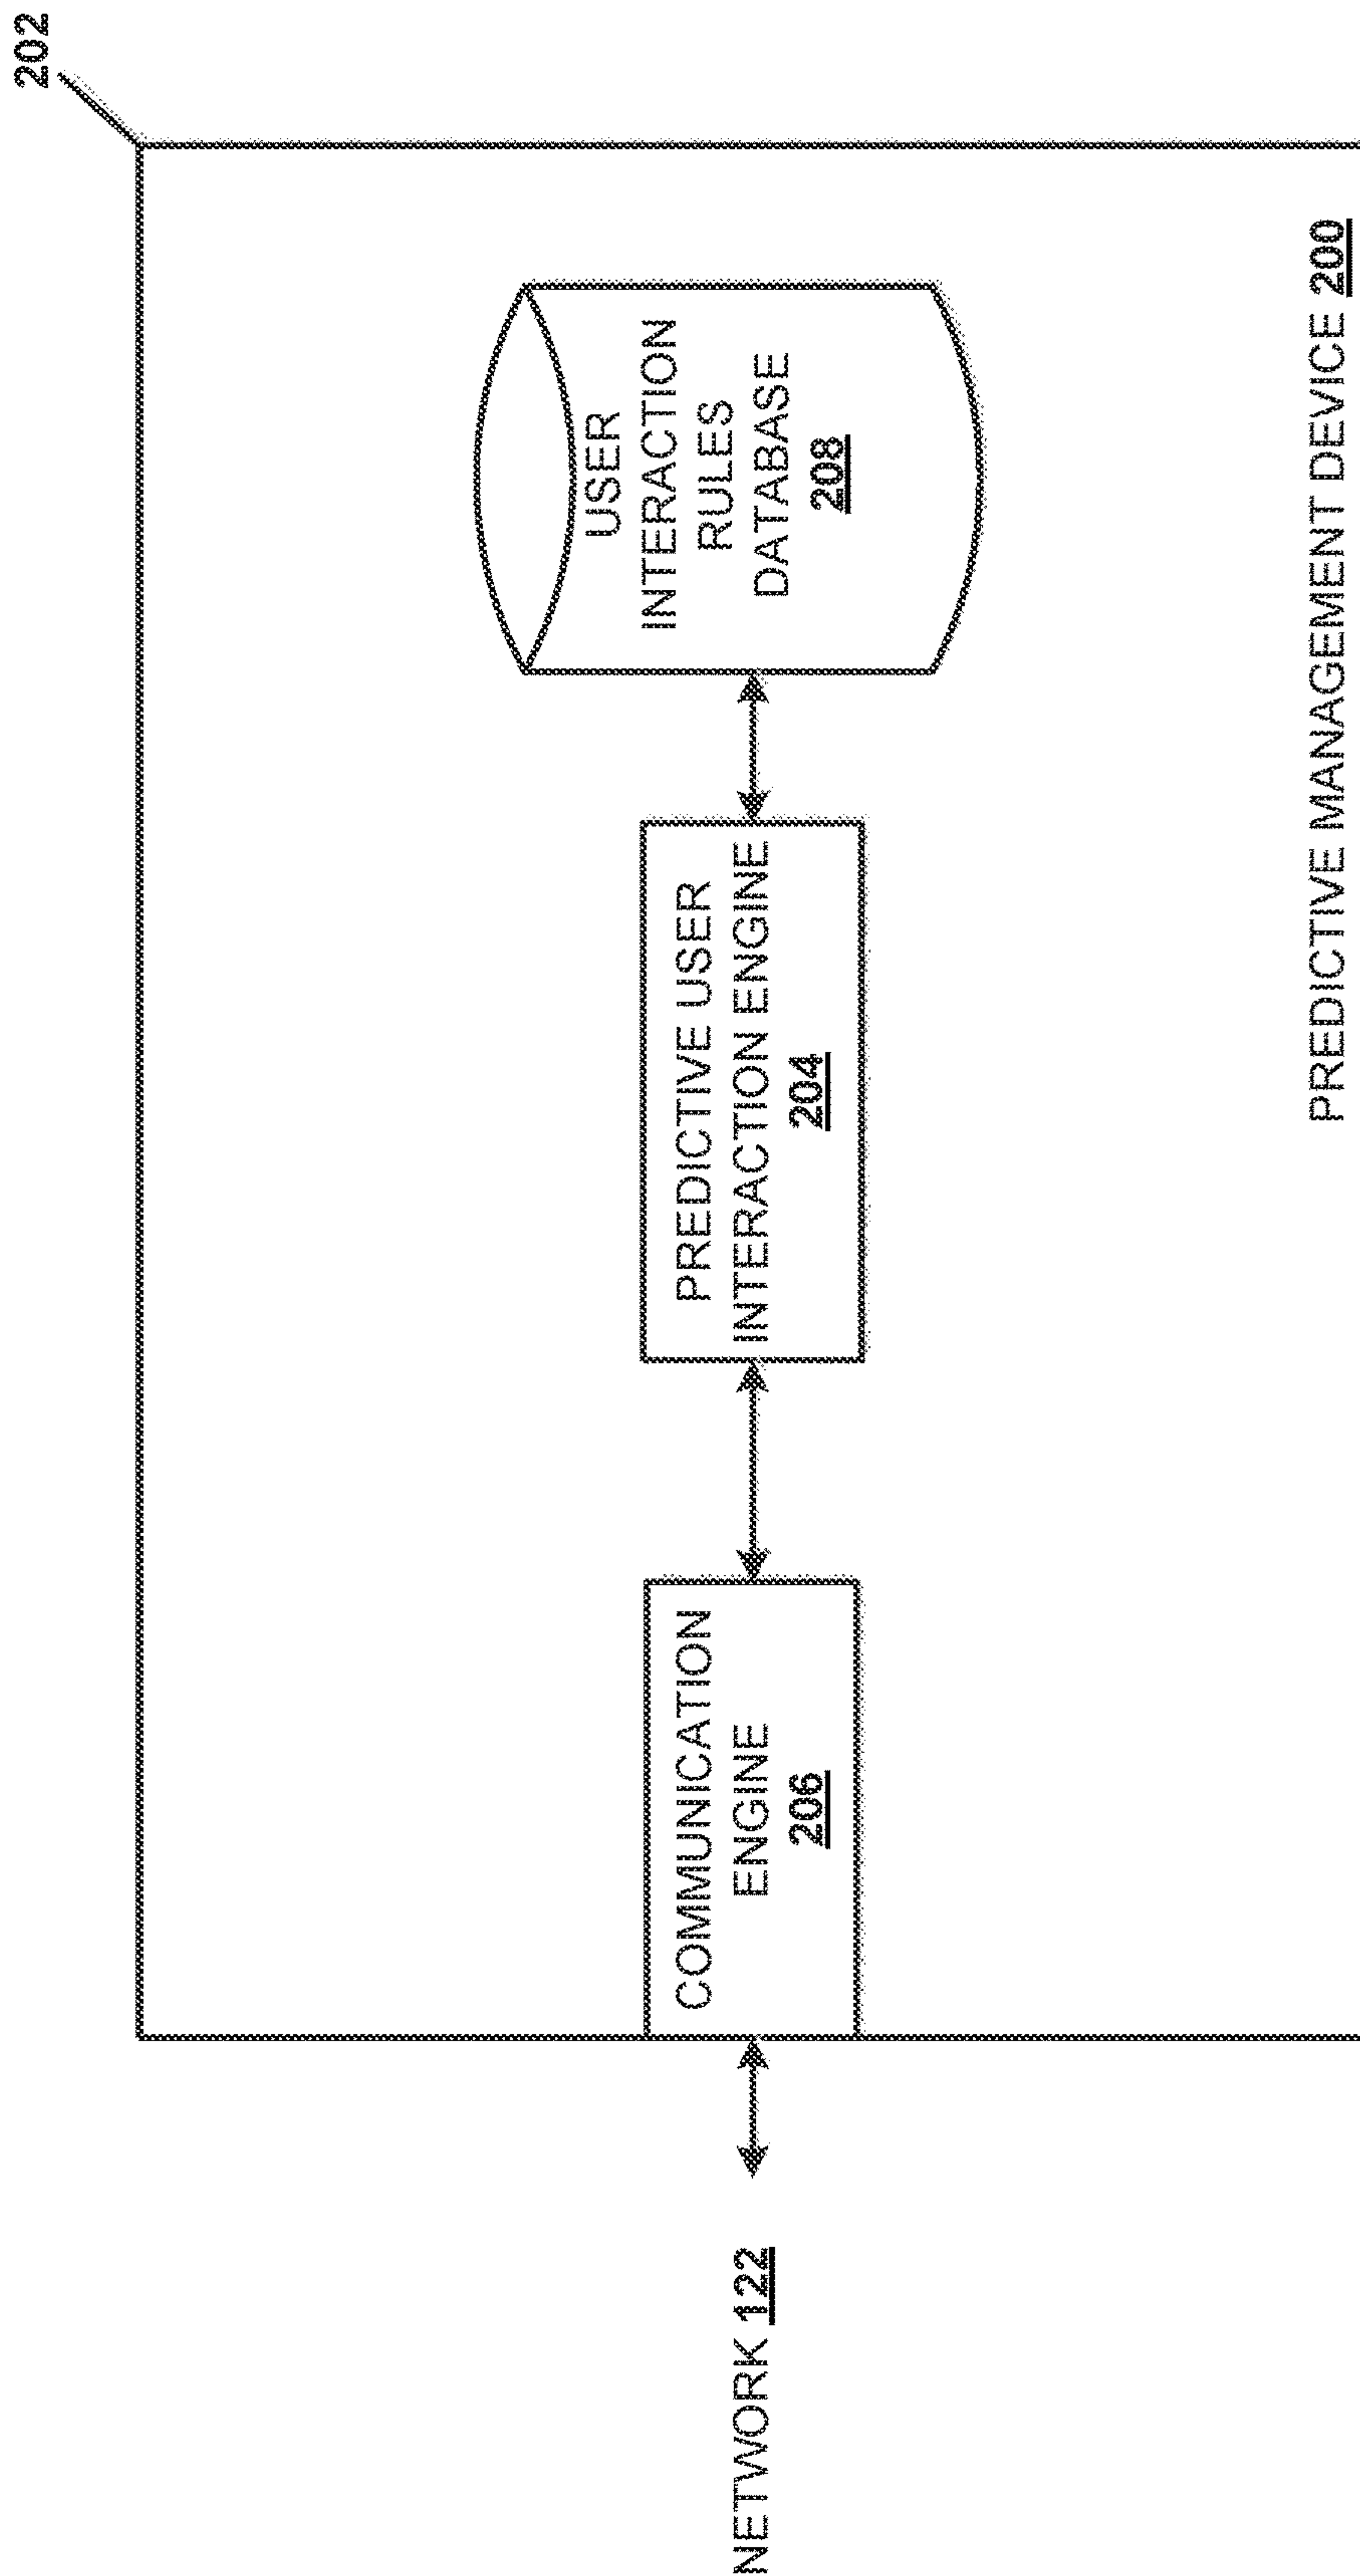 202
USER
INTERACTION
RULES
DATABASE
208
PREDICTIVE USER
INTERACTION ENGINE
204
COMMUNICATION
ENGINE
206
NETWORK 122
PREDICTIVE MANAGEMENT DEVICE 200